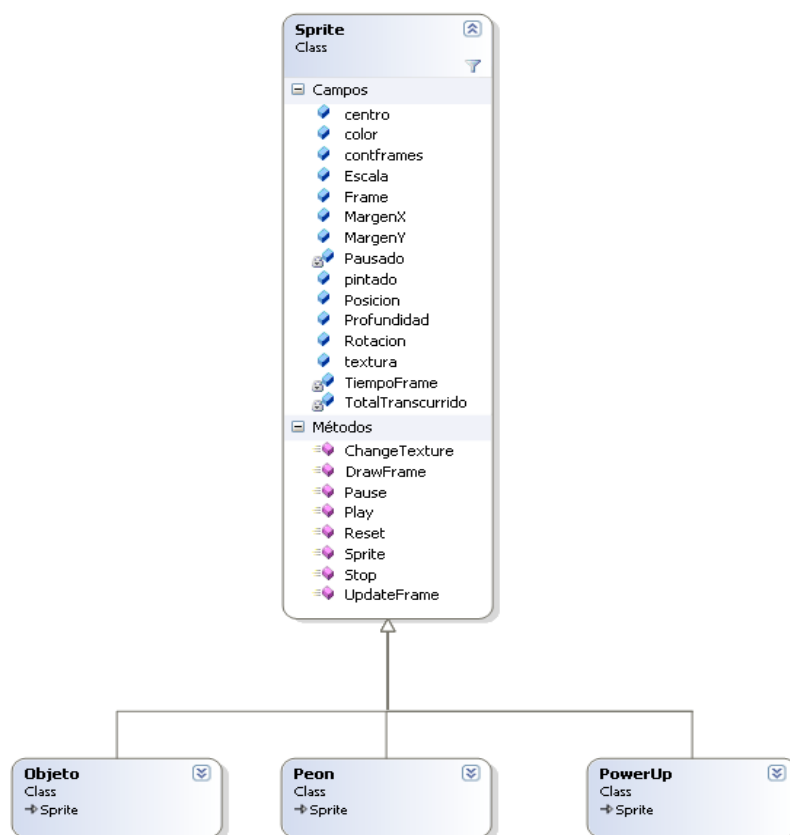 Sprite
Class
Campos
centro
color
contframes
Escala
Frame
MargenX
MargenY
Pausado
pintado
Posicion
Profundidad
Rotacion
textura
TiempoFrame
TotalTranscurrido
Métodos
ChangeTexture
DrawFrame
Pause
Play
Reset
Sprite
Stop
UpdateFrame
Objeto
Class
Sprite
Peon
Class
Sprite
PowerUp
Class
Sprite